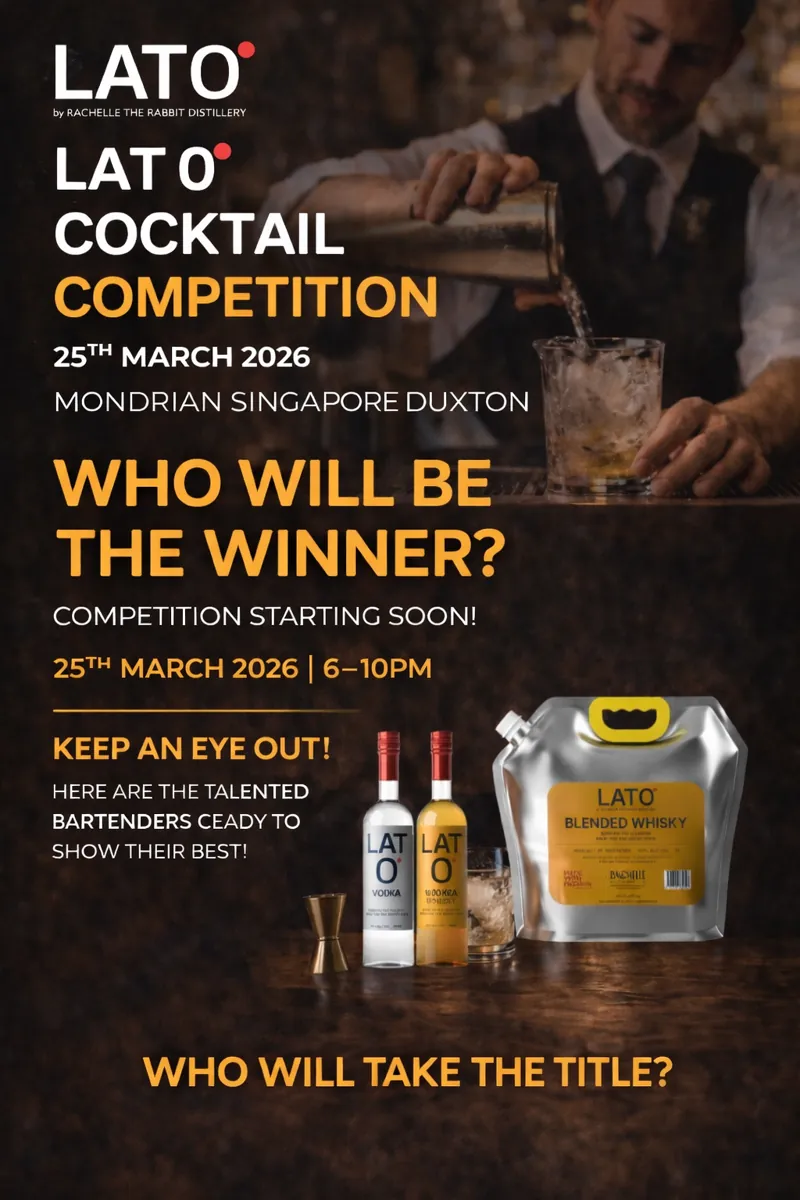 LATO
by RACHELLE THE RABBIT DISTILLERY
LAT O
COCKTAIL
COMPETITION
25TH MARCH 2026
MONDRIAN SINGAPORE DUXTON
WHO WILL BE
THE WINNER?
COMPETITION STARTING SOON!
25TH MARCH 2026 | 6–10PM
KEEP AN EYE OUT!
HERE ARE THE TALENTED
BARTENDERS CEADY TO
SHOW THEIR BEST!
LAT
O
VODKA
LAT
O
LATO
BLENDED WHISKY
WHO WILL TAKE THE TITLE?